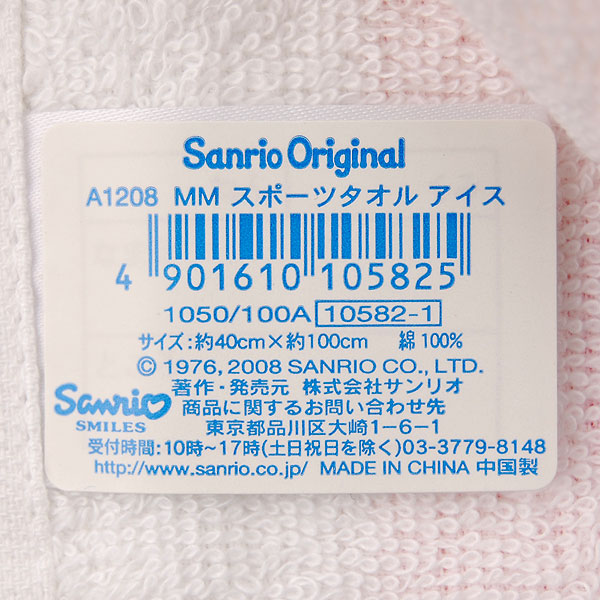 Sanrio Original
A1208 MM スポーツタオル アイス
4 901610 105825
1050/100A 10582-1
サイズ:約40cm×約100cm 綿 100%
© 1976, 2008 SANRIO CO., LTD.
著作・発売元 株式会社サンリオ
Sanrio
SMILES
商品に関するお問い合わせ先
東京都品川区大崎1-6-1
受付時間:10時~17時(土日祝日を除く)03-3779-8148
http://www.sanrio.co.jp/ MADE IN CHINA 中国製